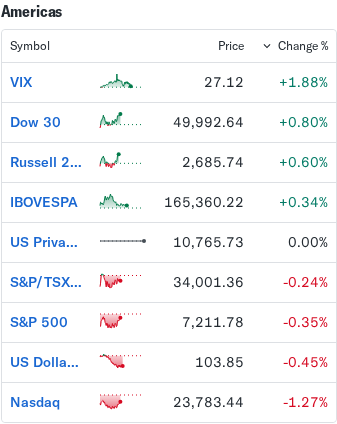 Americas
Symbol Price Change %
VIX 27.12 +1.88%
Dow 30 49,992.64 +0.80%
Russell 2... 2,685.74 +0.60%
IBOVESPA 165,360.22 +0.34%
US Priva... 10,765.73 0.00%
S&P/TSX... 34,001.36 -0.24%
S&P 500 7,211.78 -0.35%
US Dolla... 103.85 -0.45%
Nasdaq 23,783.44 -1.27%